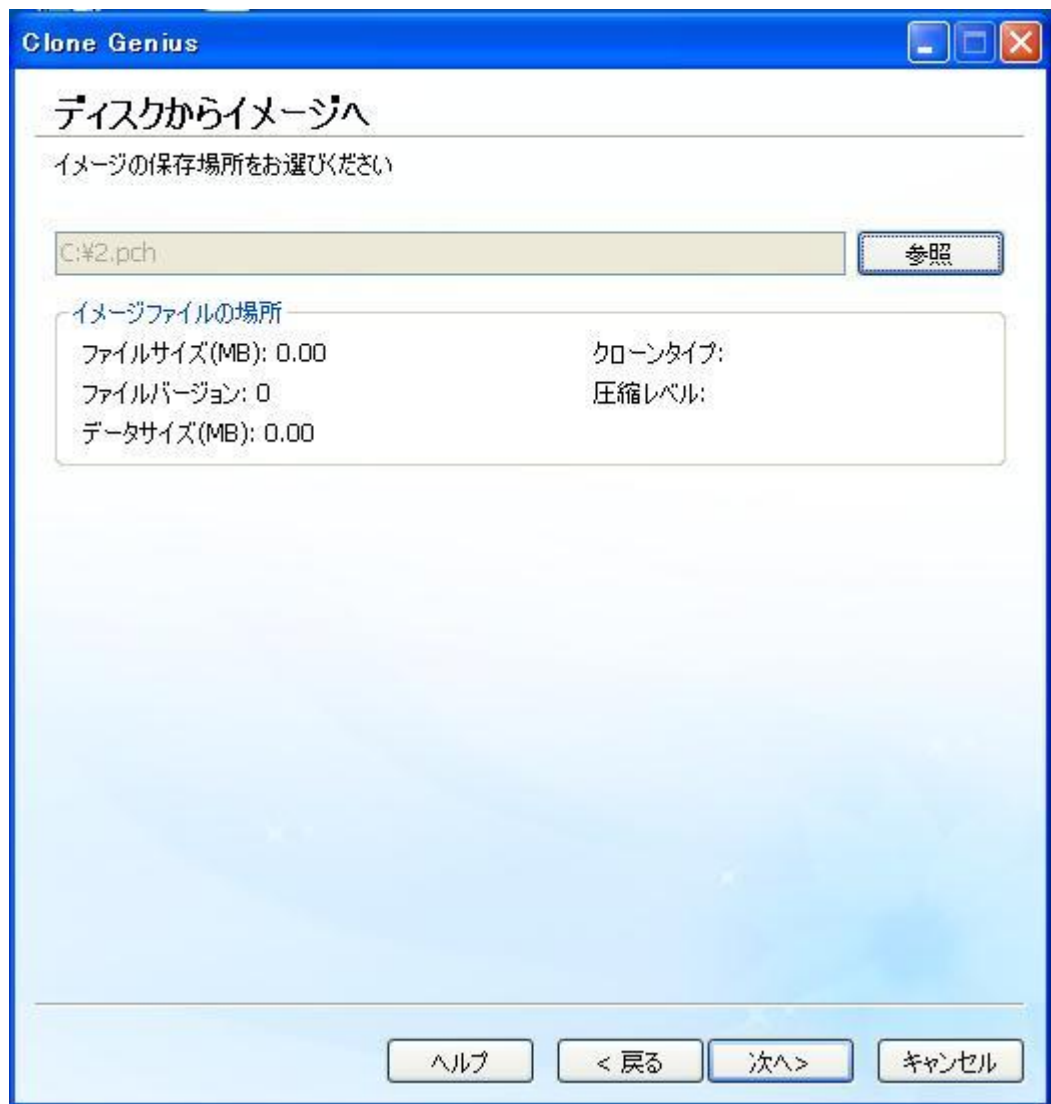 Clone Genius
ディスクからイメージへ
イメージの保存場所をお選びください
C:¥2.pch
参照
イメージファイルの場所
ファイルサイズ(MB): 0.00
クローンタイプ:
ファイルバージョン: 0
圧縮レベル:
データサイズ(MB): 0.00
ヘルプ
< 戻る
次へ>
キャンセル